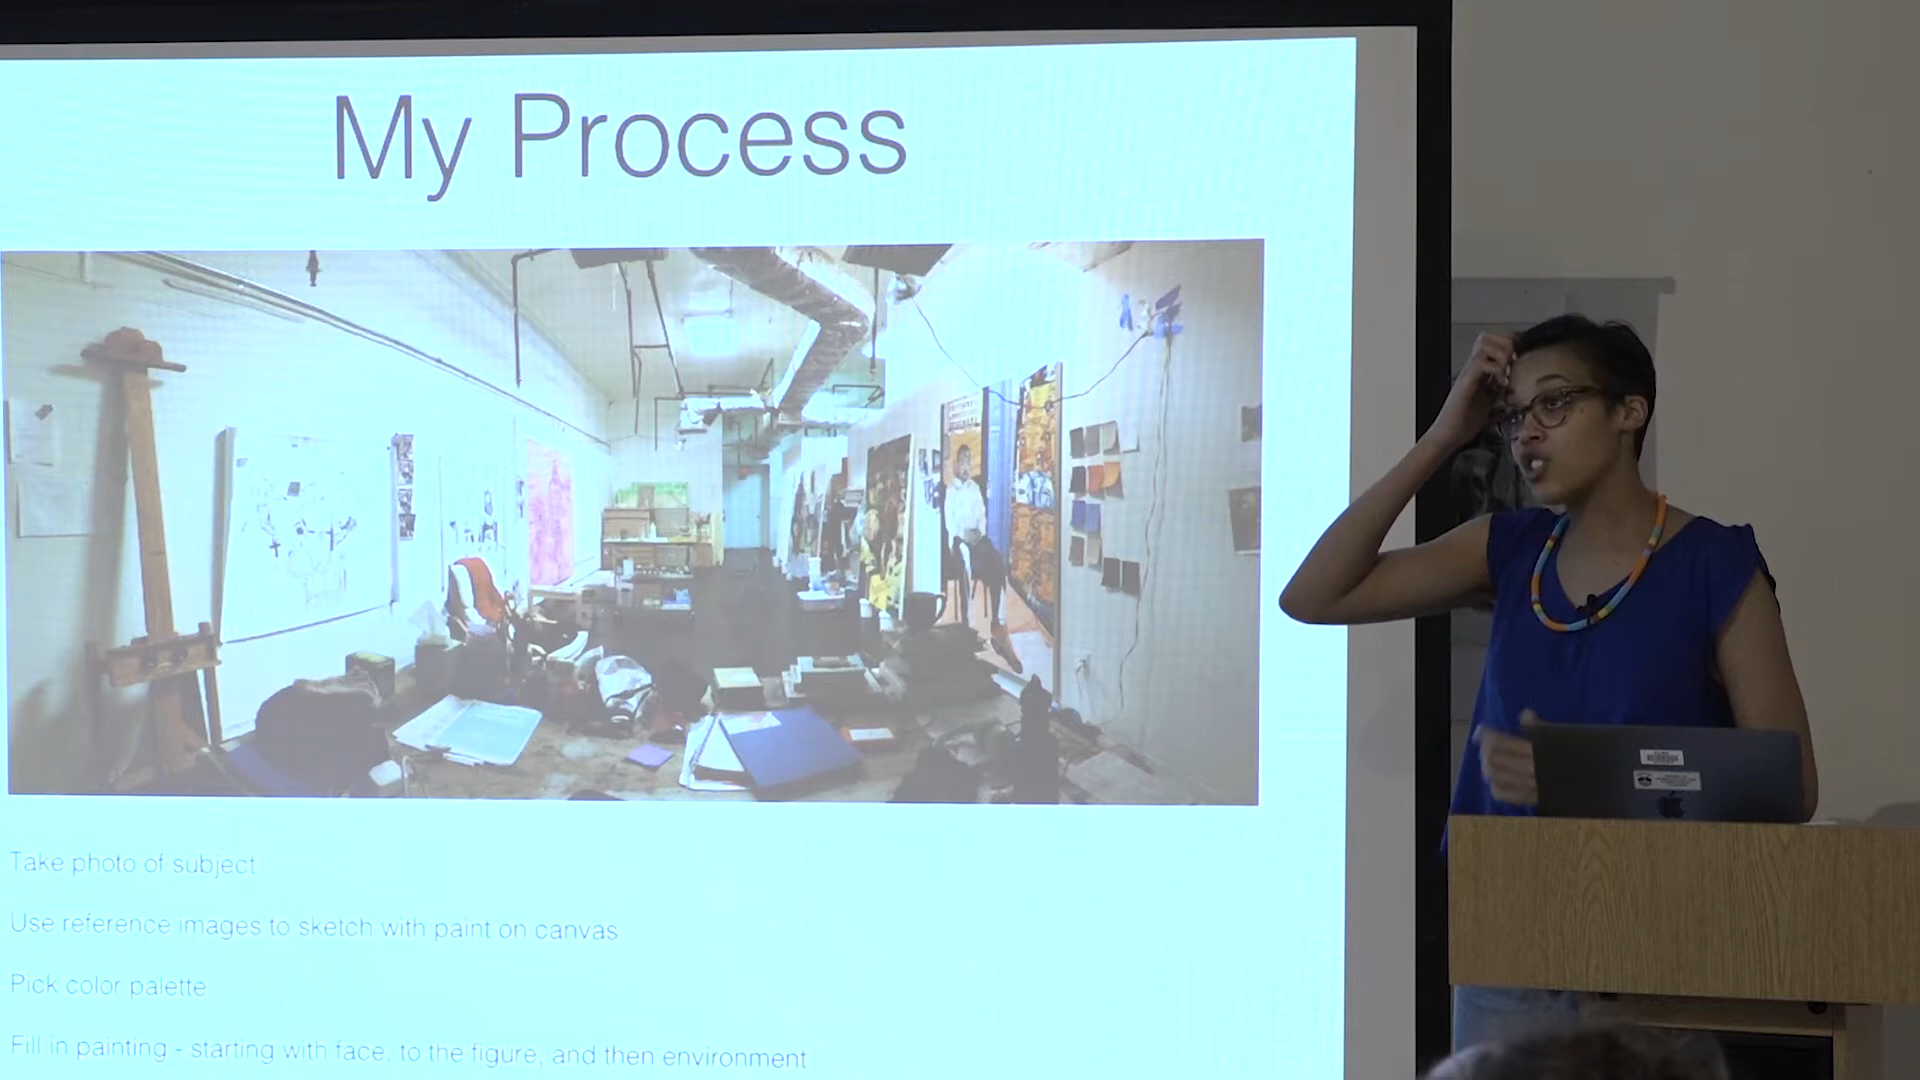 My Process
Take photo of subject
Use reference images to sketch with paint on canvas
Pick color palette
Fill in painting - starting with face, to the figure, and then environment